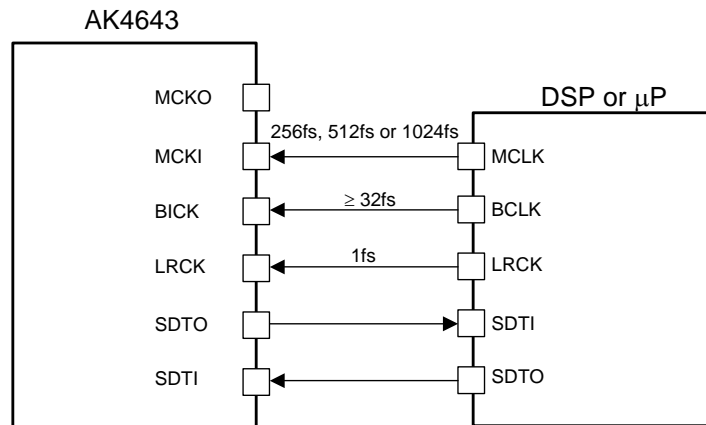 AK4643
DSP or μP
MCKO
256fs, 512fs or 1024fs
MCKI
MCLK
≥ 32fs
BICK
BCLK
1fs
LRCK
LRCK
SDTO
SDTI
SDTI
SDTO